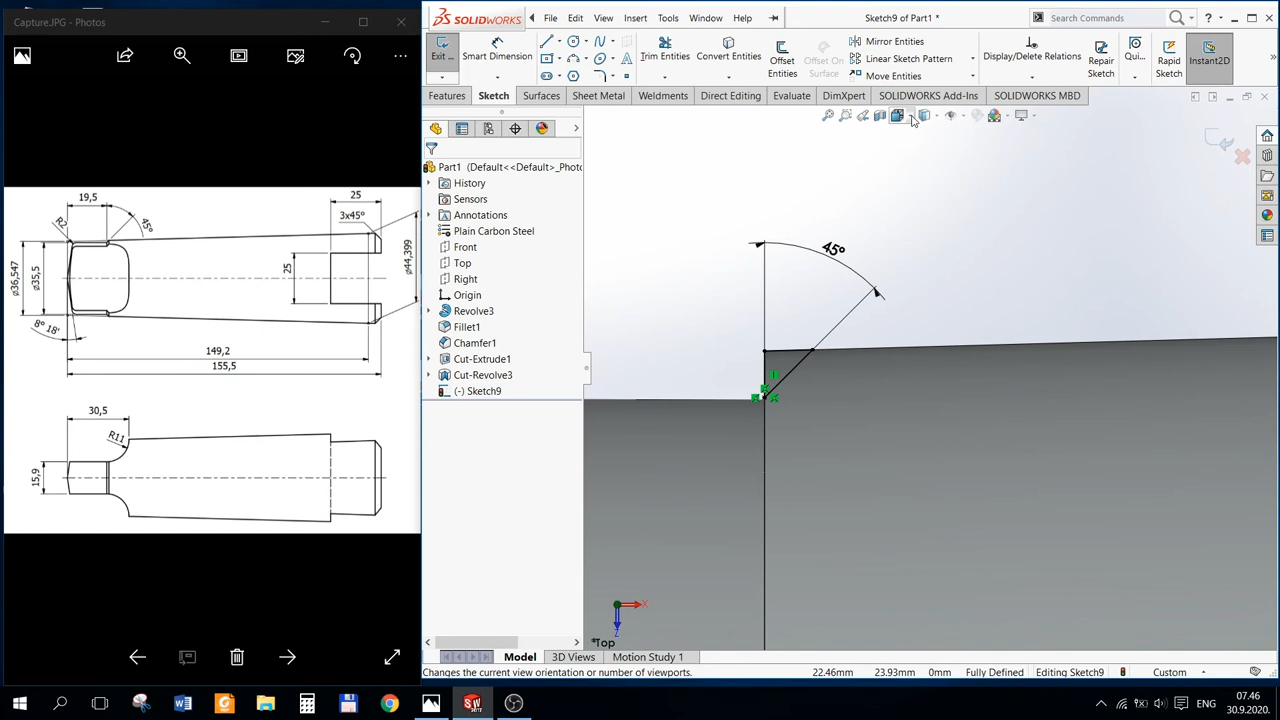 Capture.JPG - Photos
19,5
25
R2
45°
3x45°
ø36,547
ø35,5
25
ø44,399
8° 18'
149,2
155,5
30,5
R11
15,9
SOLIDWORKS
File
Edit
View
Insert
Tools
Window
Help
Sketch9 of Part1 *
Search Commands
?
Exit ...
Smart Dimension
Trim Entities
Convert Entities
Offset Entities
Offset On Surface
Mirror Entities
Linear Sketch Pattern
Move Entities
Display/Delete Relations
Qui...
Repair Sketch
Rapid Sketch
Instant2D
Features
Sketch
Surfaces
Sheet Metal
Weldments
Direct Editing
Evaluate
DimXpert
SOLIDWORKS Add-Ins
SOLIDWORKS MBD
Part1 (Default<<Default>_Photo
History
Sensors
Annotations
Plain Carbon Steel
Front
Top
Right
Origin
Revolve3
Fillet1
Chamfer1
Cut-Extrude1
Cut-Revolve3
(-) Sketch9
45°
X
Z
*Top
Model
3D Views
Motion Study 1
Changes the current view orientation or number of viewports.
22.46mm
23.93mm
0mm
Fully Defined
Editing Sketch9
Custom
ENG
07.46
30.9.2020.